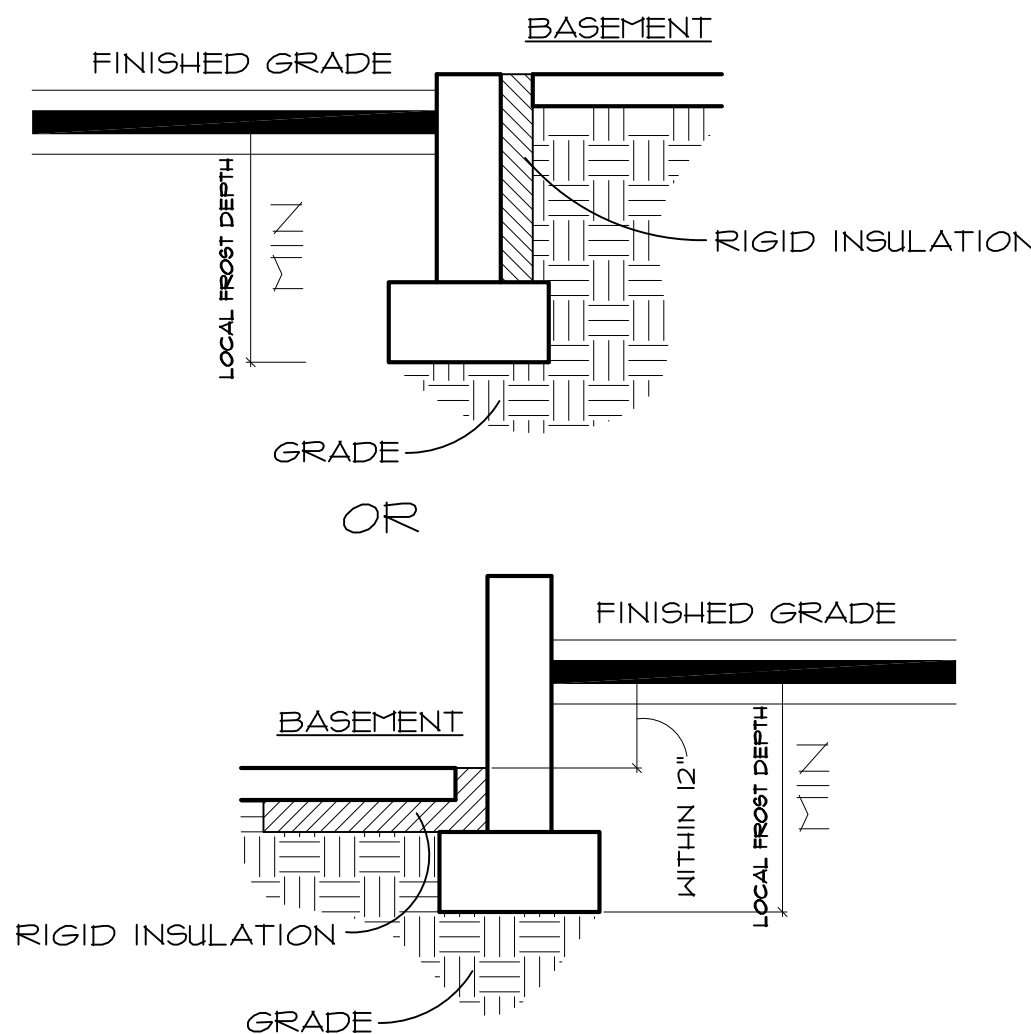 BASEMENT
FINISHED GRADE
LOCAL FROST DEPTH
MIN
RIGID INSULATION
GRADE
OR
FINISHED GRADE
BASEMENT
WITHIN 12"
LOCAL FROST DEPTH
MIN
RIGID INSULATION
GRADE